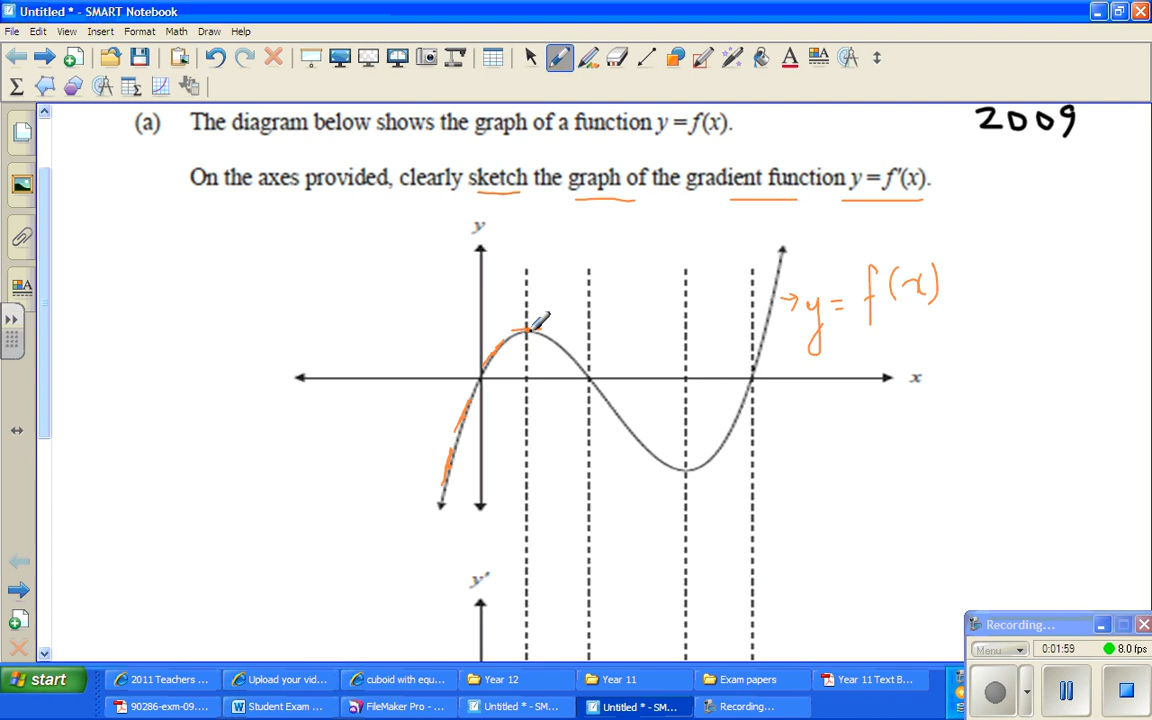 Untitled * - SMART Notebook
File Edit View Insert Format Math Draw Help
(a) The diagram below shows the graph of a function y = f(x).
2009
On the axes provided, clearly sketch the graph of the gradient function y = f'(x).
y
y = f(x)
x
y'
Recording...
Menu 0:01:59 8.0 fps
start 2011 Teachers ... Upload your vid... cuboid with equ... Year 12 Year 11 Exam papers Year 11 Text B...
90286-exm-09.... Student Exam ... FileMaker Pro - ... Untitled * - SM... Untitled * - SM... Recording...